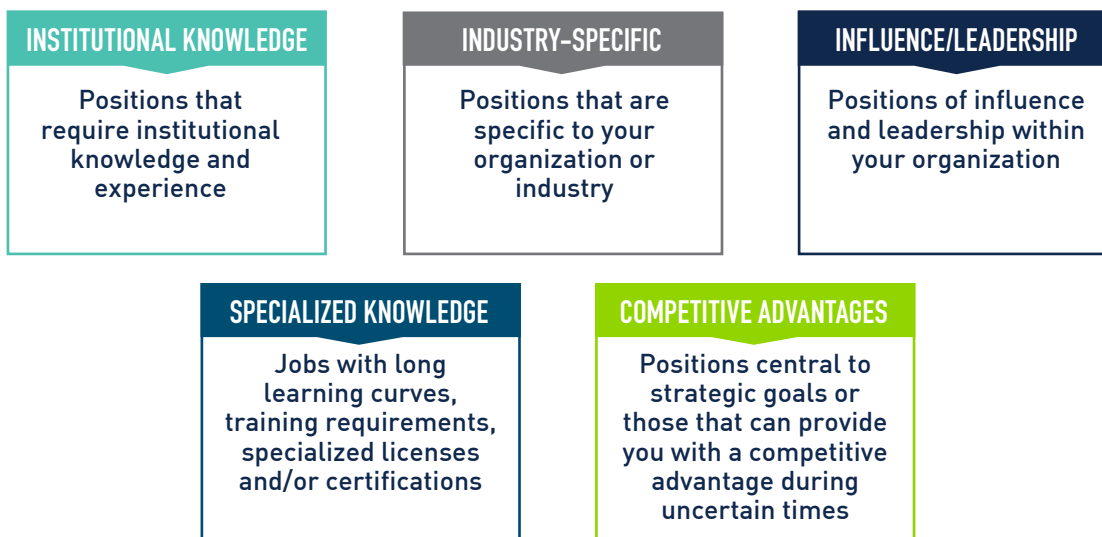 INSTITUTIONAL KNOWLEDGE
Positions that
require institutional
knowledge and
experience
INDUSTRY-SPECIFIC
Positions that are
specific to your
organization or
industry
INFLUENCE/LEADERSHIP
Positions of influence
and leadership within
your organization
SPECIALIZED KNOWLEDGE
Jobs with long
learning curves,
training requirements,
specialized licenses
and/or certifications
COMPETITIVE ADVANTAGES
Positions central to
strategic goals or
those that can provide
you with a competitive
advantage during
uncertain times